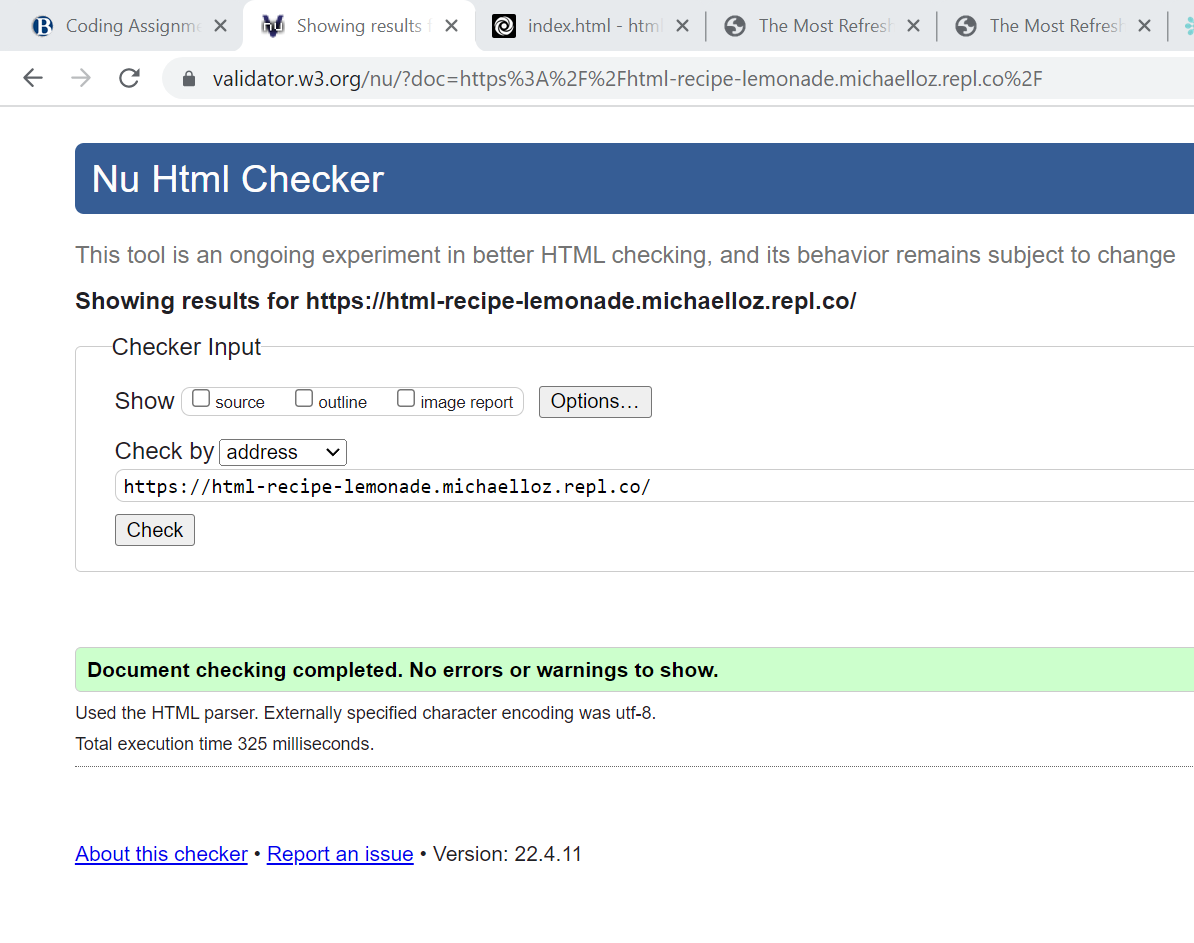 Coding Assignm
Showing results
index.html - html
The Most Refresh
The Most Refresh
validator.w3.org/nu/?doc=https%3A%2F%2Fhtml-recipe-lemonade.michaelloz.repl.co%2F
Nu Html Checker
This tool is an ongoing experiment in better HTML checking, and its behavior remains subject to change
Showing results for https://html-recipe-lemonade.michaelloz.repl.co/
Checker Input
Show source outline image report Options...
Check by address
https://html-recipe-lemonade.michaelloz.repl.co/
Check
Document checking completed. No errors or warnings to show.
Used the HTML parser. Externally specified character encoding was utf-8.
Total execution time 325 milliseconds.
About this checker • Report an issue • Version: 22.4.11